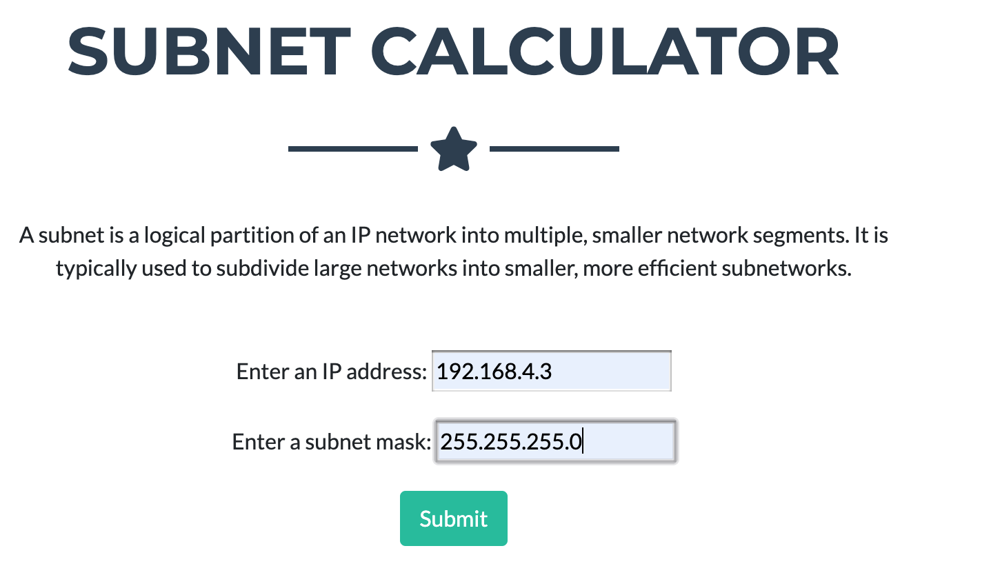 SUBNET CALCULATOR
A subnet is a logical partition of an IP network into multiple, smaller network segments. It is
typically used to subdivide large networks into smaller, more efficient subnetworks.
Enter an IP address: 192.168.4.3
Enter a subnet mask: 255.255.255.0
Submit